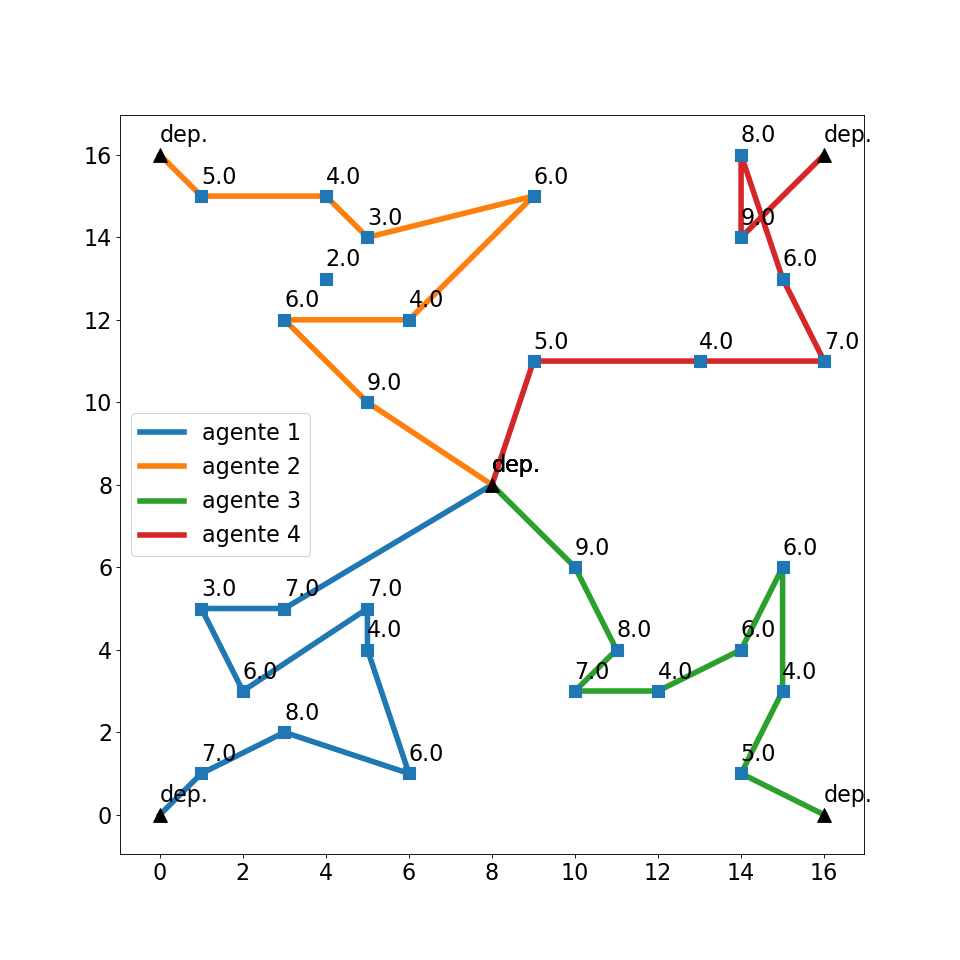 8.0 dep.
dep.
16 5.0 4.0 6.0
3.0 9.0
14
2.0 6.0
6.0 4.0
12
5.0 4.0 7.0
9.0
10
agente 1
agente 2
agente 3
agente 4
8 dep.
9.0 6.0
6
3.0 7.0 7.0
4.0 8.0 6.0
4
6.0 7.0 4.0 4.0
8.0
2
7.0 6.0 5.0
dep. dep.
0
0 2 4 6 8 10 12 14 16